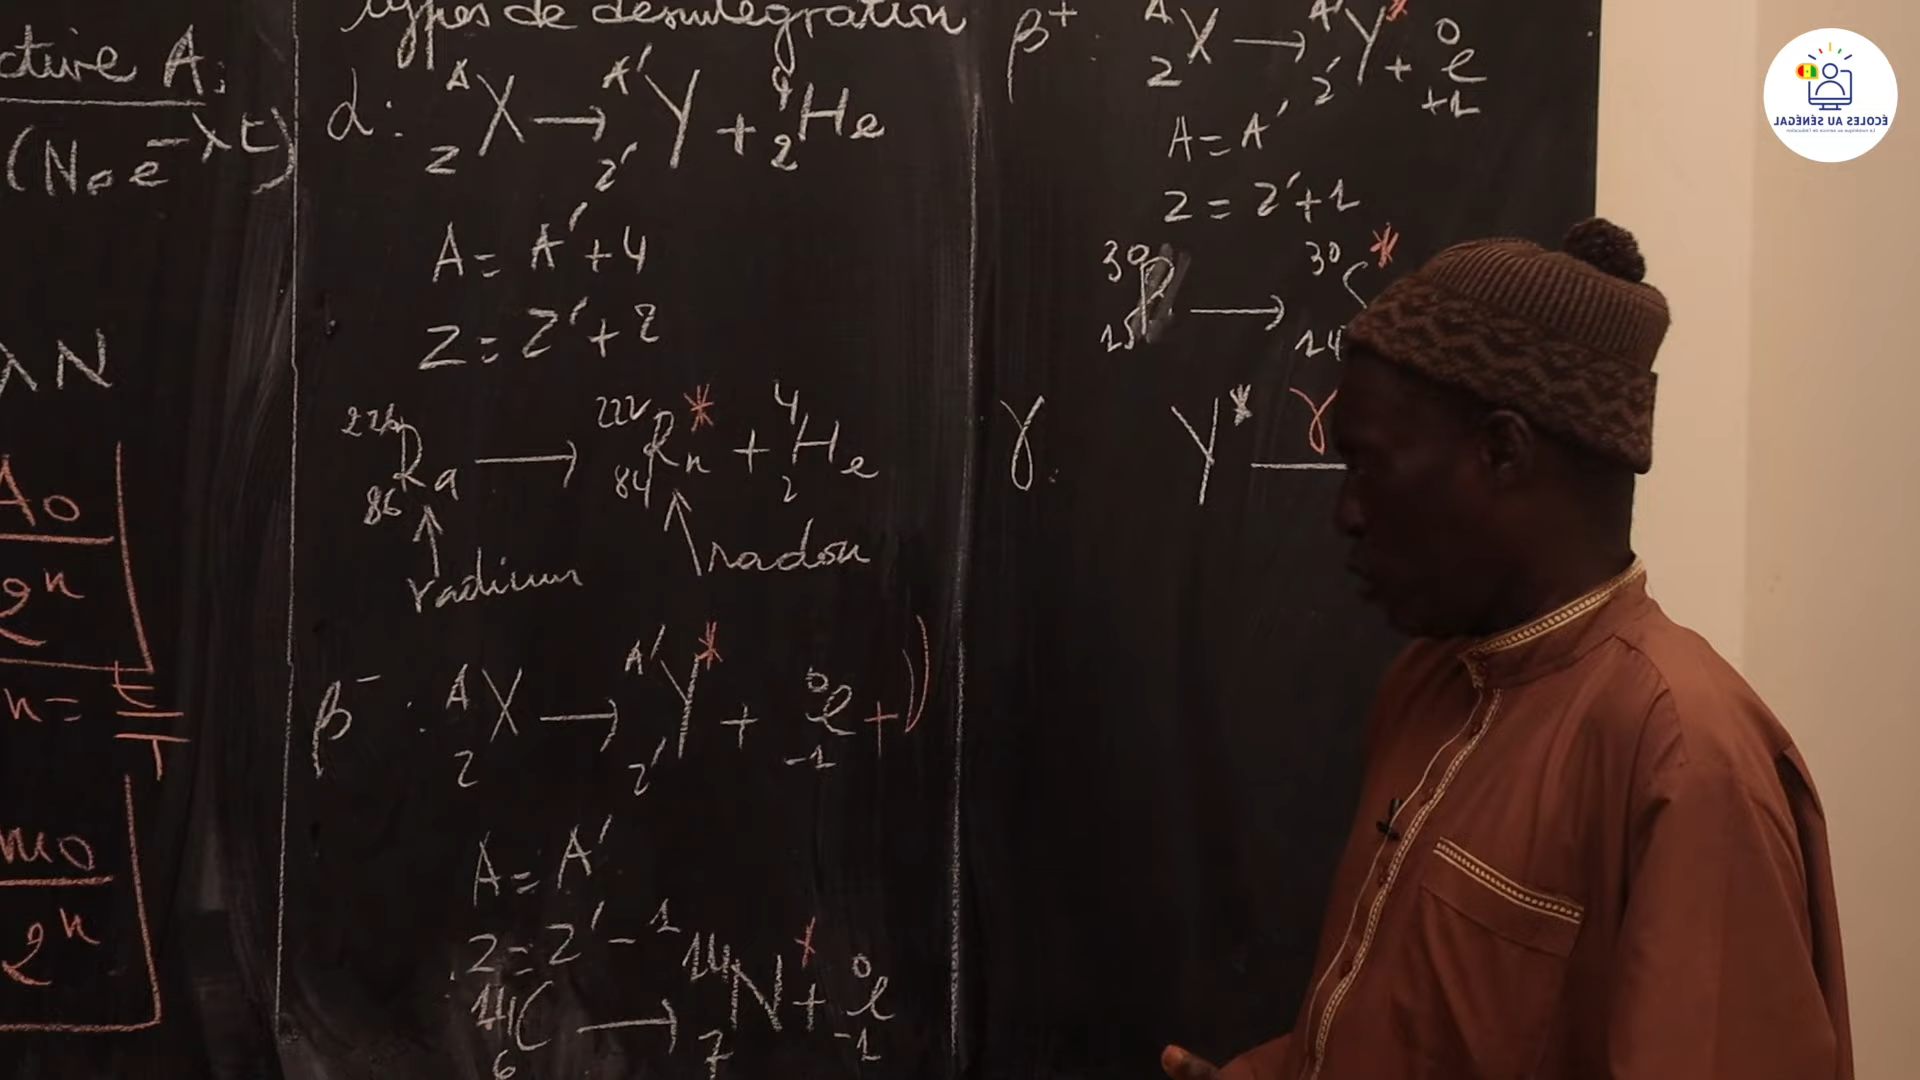 ctive A.
(N₀ e^-λt)
λN
A₀
2ⁿ
n = t
T
m₀
2ⁿ
types de désintégration
α : ᴬ_Z X → ᴬ'_Z' Y + ⁴₂He
A = A' + 4
Z = Z' + 2
²²⁶₈₆Ra → ²²²₈₄Rn* + ⁴₂He
radium
radon
β⁻ : ᴬ_Z X → ᴬ'_Z' Y* + ⁰₋₁e + ν
A = A'
Z = Z' - 1
¹⁴₆C → ¹⁴₇N* + ⁰₋₁e
β⁺ : ᴬ_Z X → ᴬ'_Z' Y* + ⁰₊₁e
A = A'
Z = Z' + 1
³⁰₁₅P → ³⁰₁₄S*
γ : Y* γ
ÉCOLES AU SÉNÉGAL